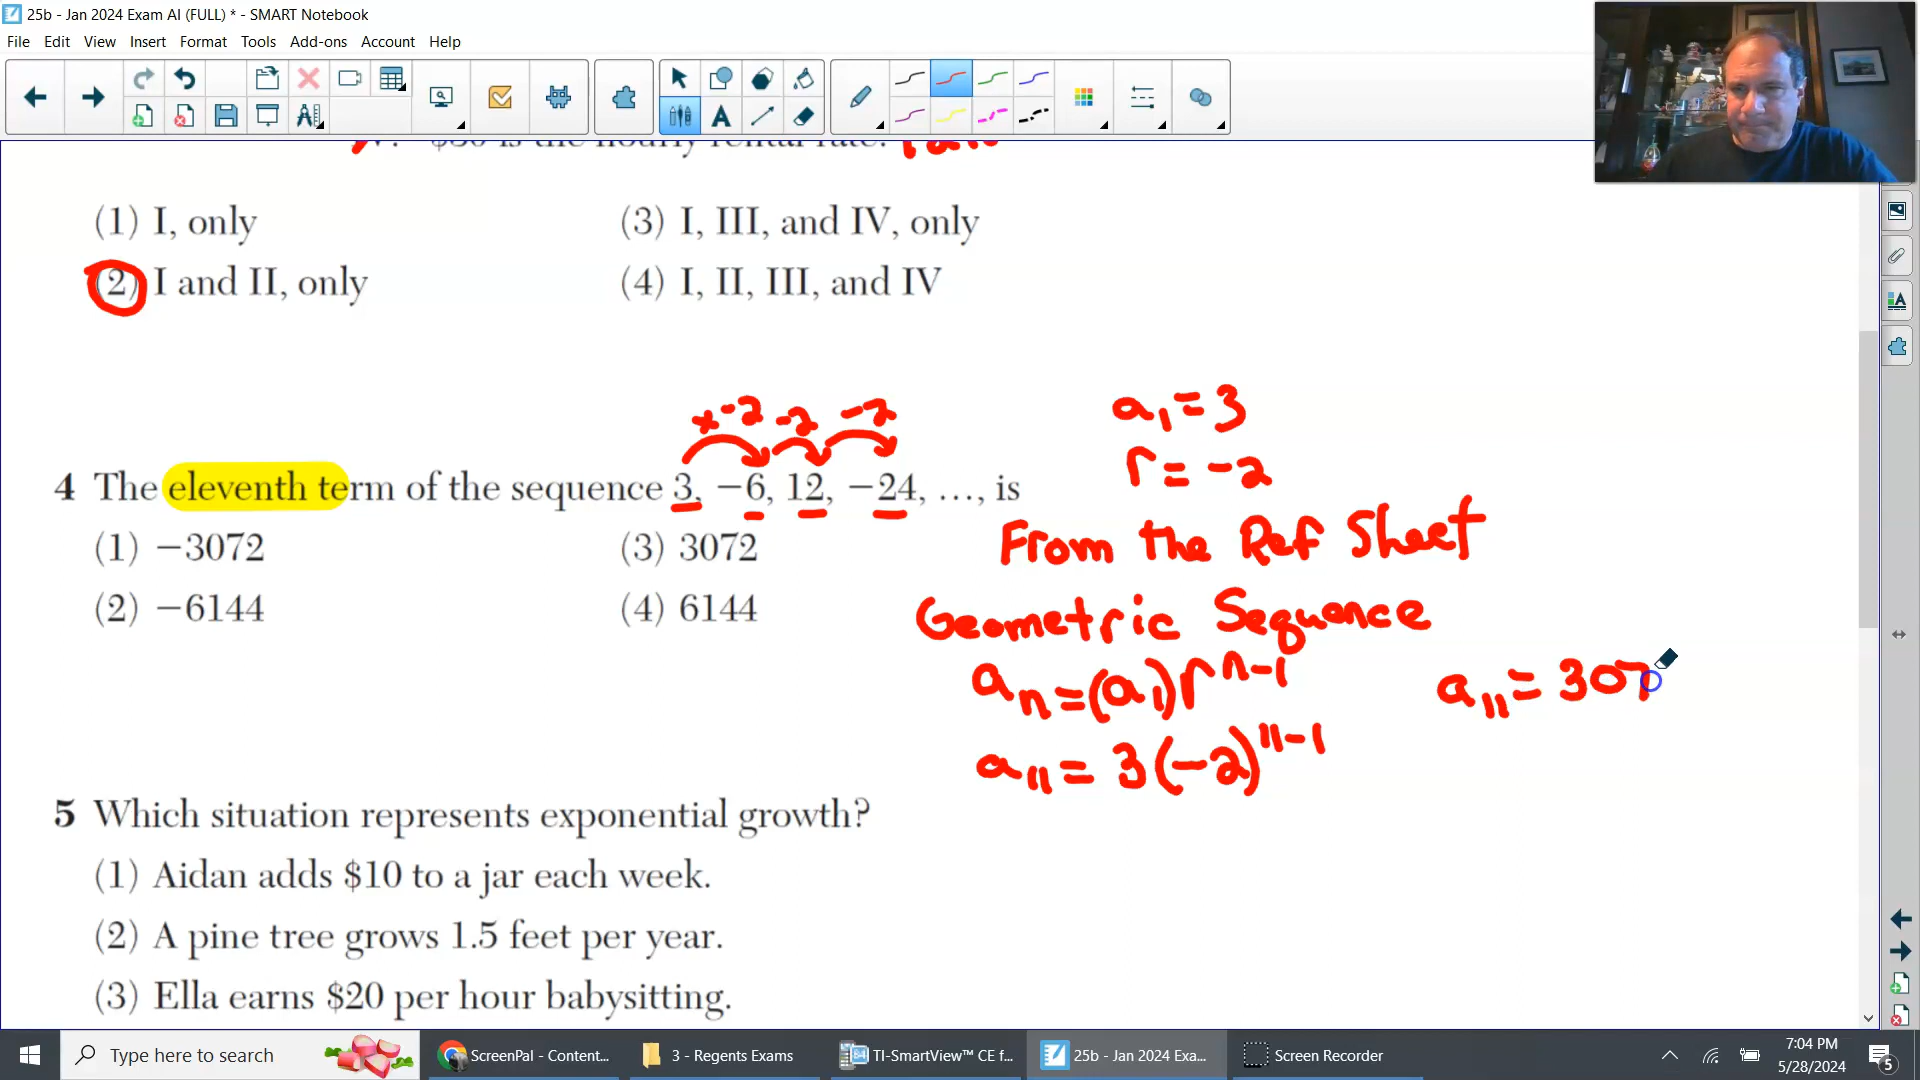 25b - Jan 2024 Exam AI (FULL) * - SMART Notebook
File Edit View Insert Format Tools Add-ons Account Help
(1) I, only
(3) I, III, and IV, only
(2) I and II, only
(4) I, II, III, and IV
x -2 -2 -2
a₁ = 3
r = -2
4 The eleventh term of the sequence 3, −6, 12, −24, …, is
(1) −3072
(3) 3072
(2) −6144
(4) 6144
From the Ref Sheet
Geometric Sequence
aₙ = (a₁) rⁿ⁻¹
a₁₁ = 307
a₁₁ = 3(-2)¹¹⁻¹
5 Which situation represents exponential growth?
(1) Aidan adds $10 to a jar each week.
(2) A pine tree grows 1.5 feet per year.
(3) Ella earns $20 per hour babysitting.
Type here to search
ScreenPal - Content...
3 - Regents Exams
TI-SmartView™ CE f...
25b - Jan 2024 Exa...
Screen Recorder
7:04 PM
5/28/2024
5